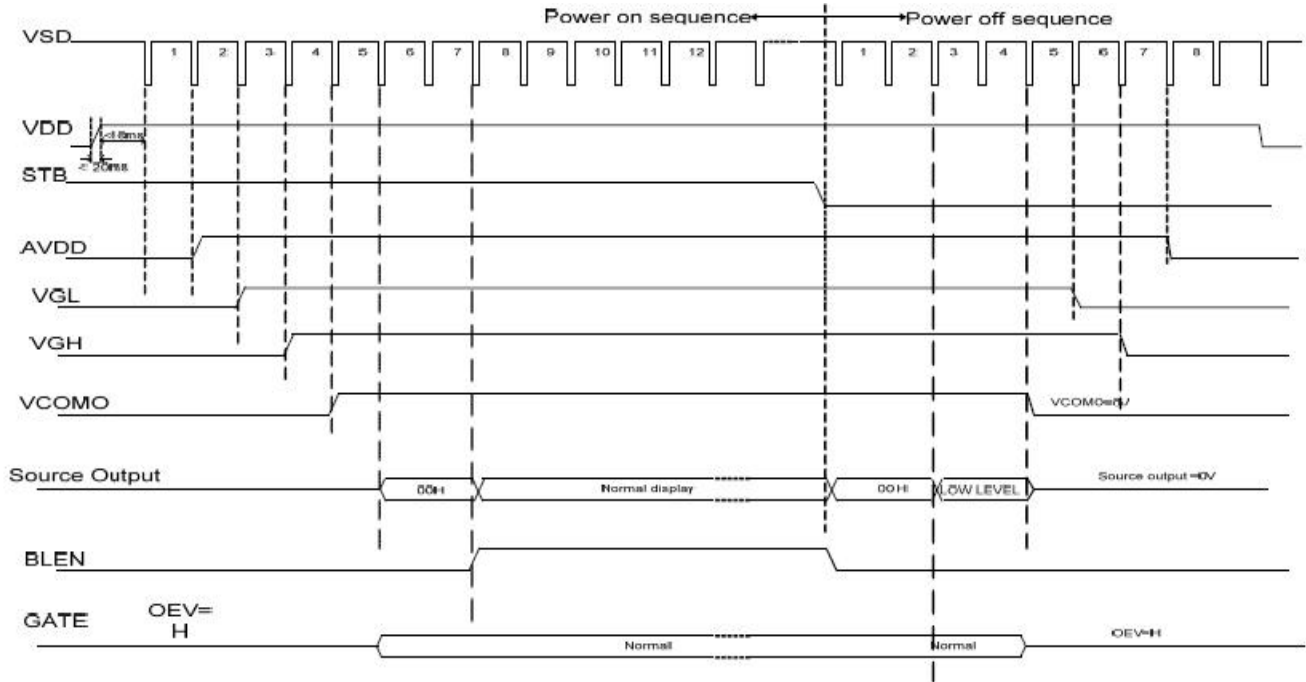 Power on sequence Power off sequence
VSD 1 2 3 4 5 6 7 8 9 10 11 12 1 2 3 4 5 6 7 8
VDD <18ms
≤ 20ms
STB
AVDD
VGL
VGH
VCOMO VCOMO=0V
Source Output 00H Normal display 00H LOW LEVEL Source output =0V
BLEN
GATE OEV=
H Normal Normal OEV=H